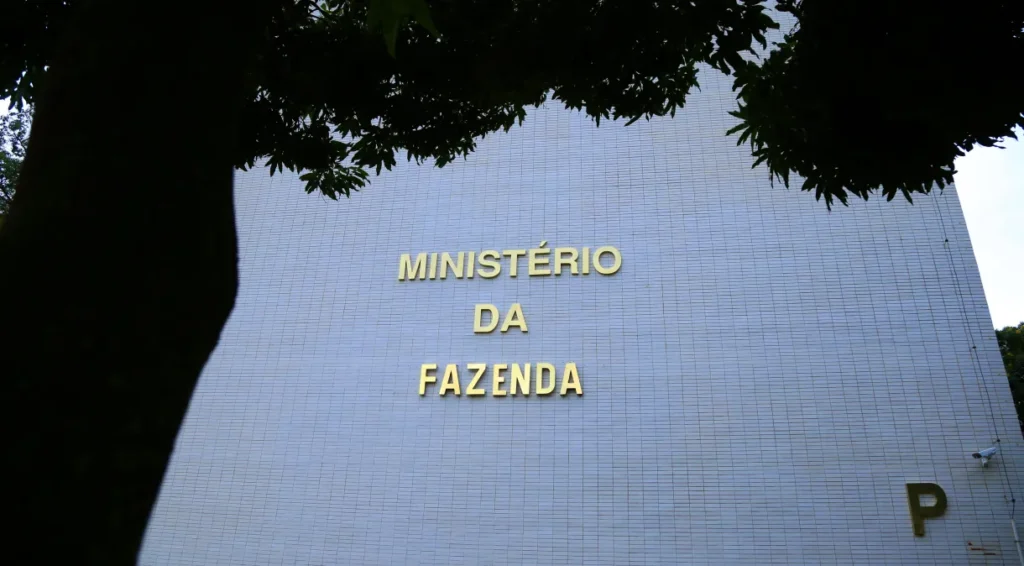 MINISTÉRIO
DA
FAZENDA
P